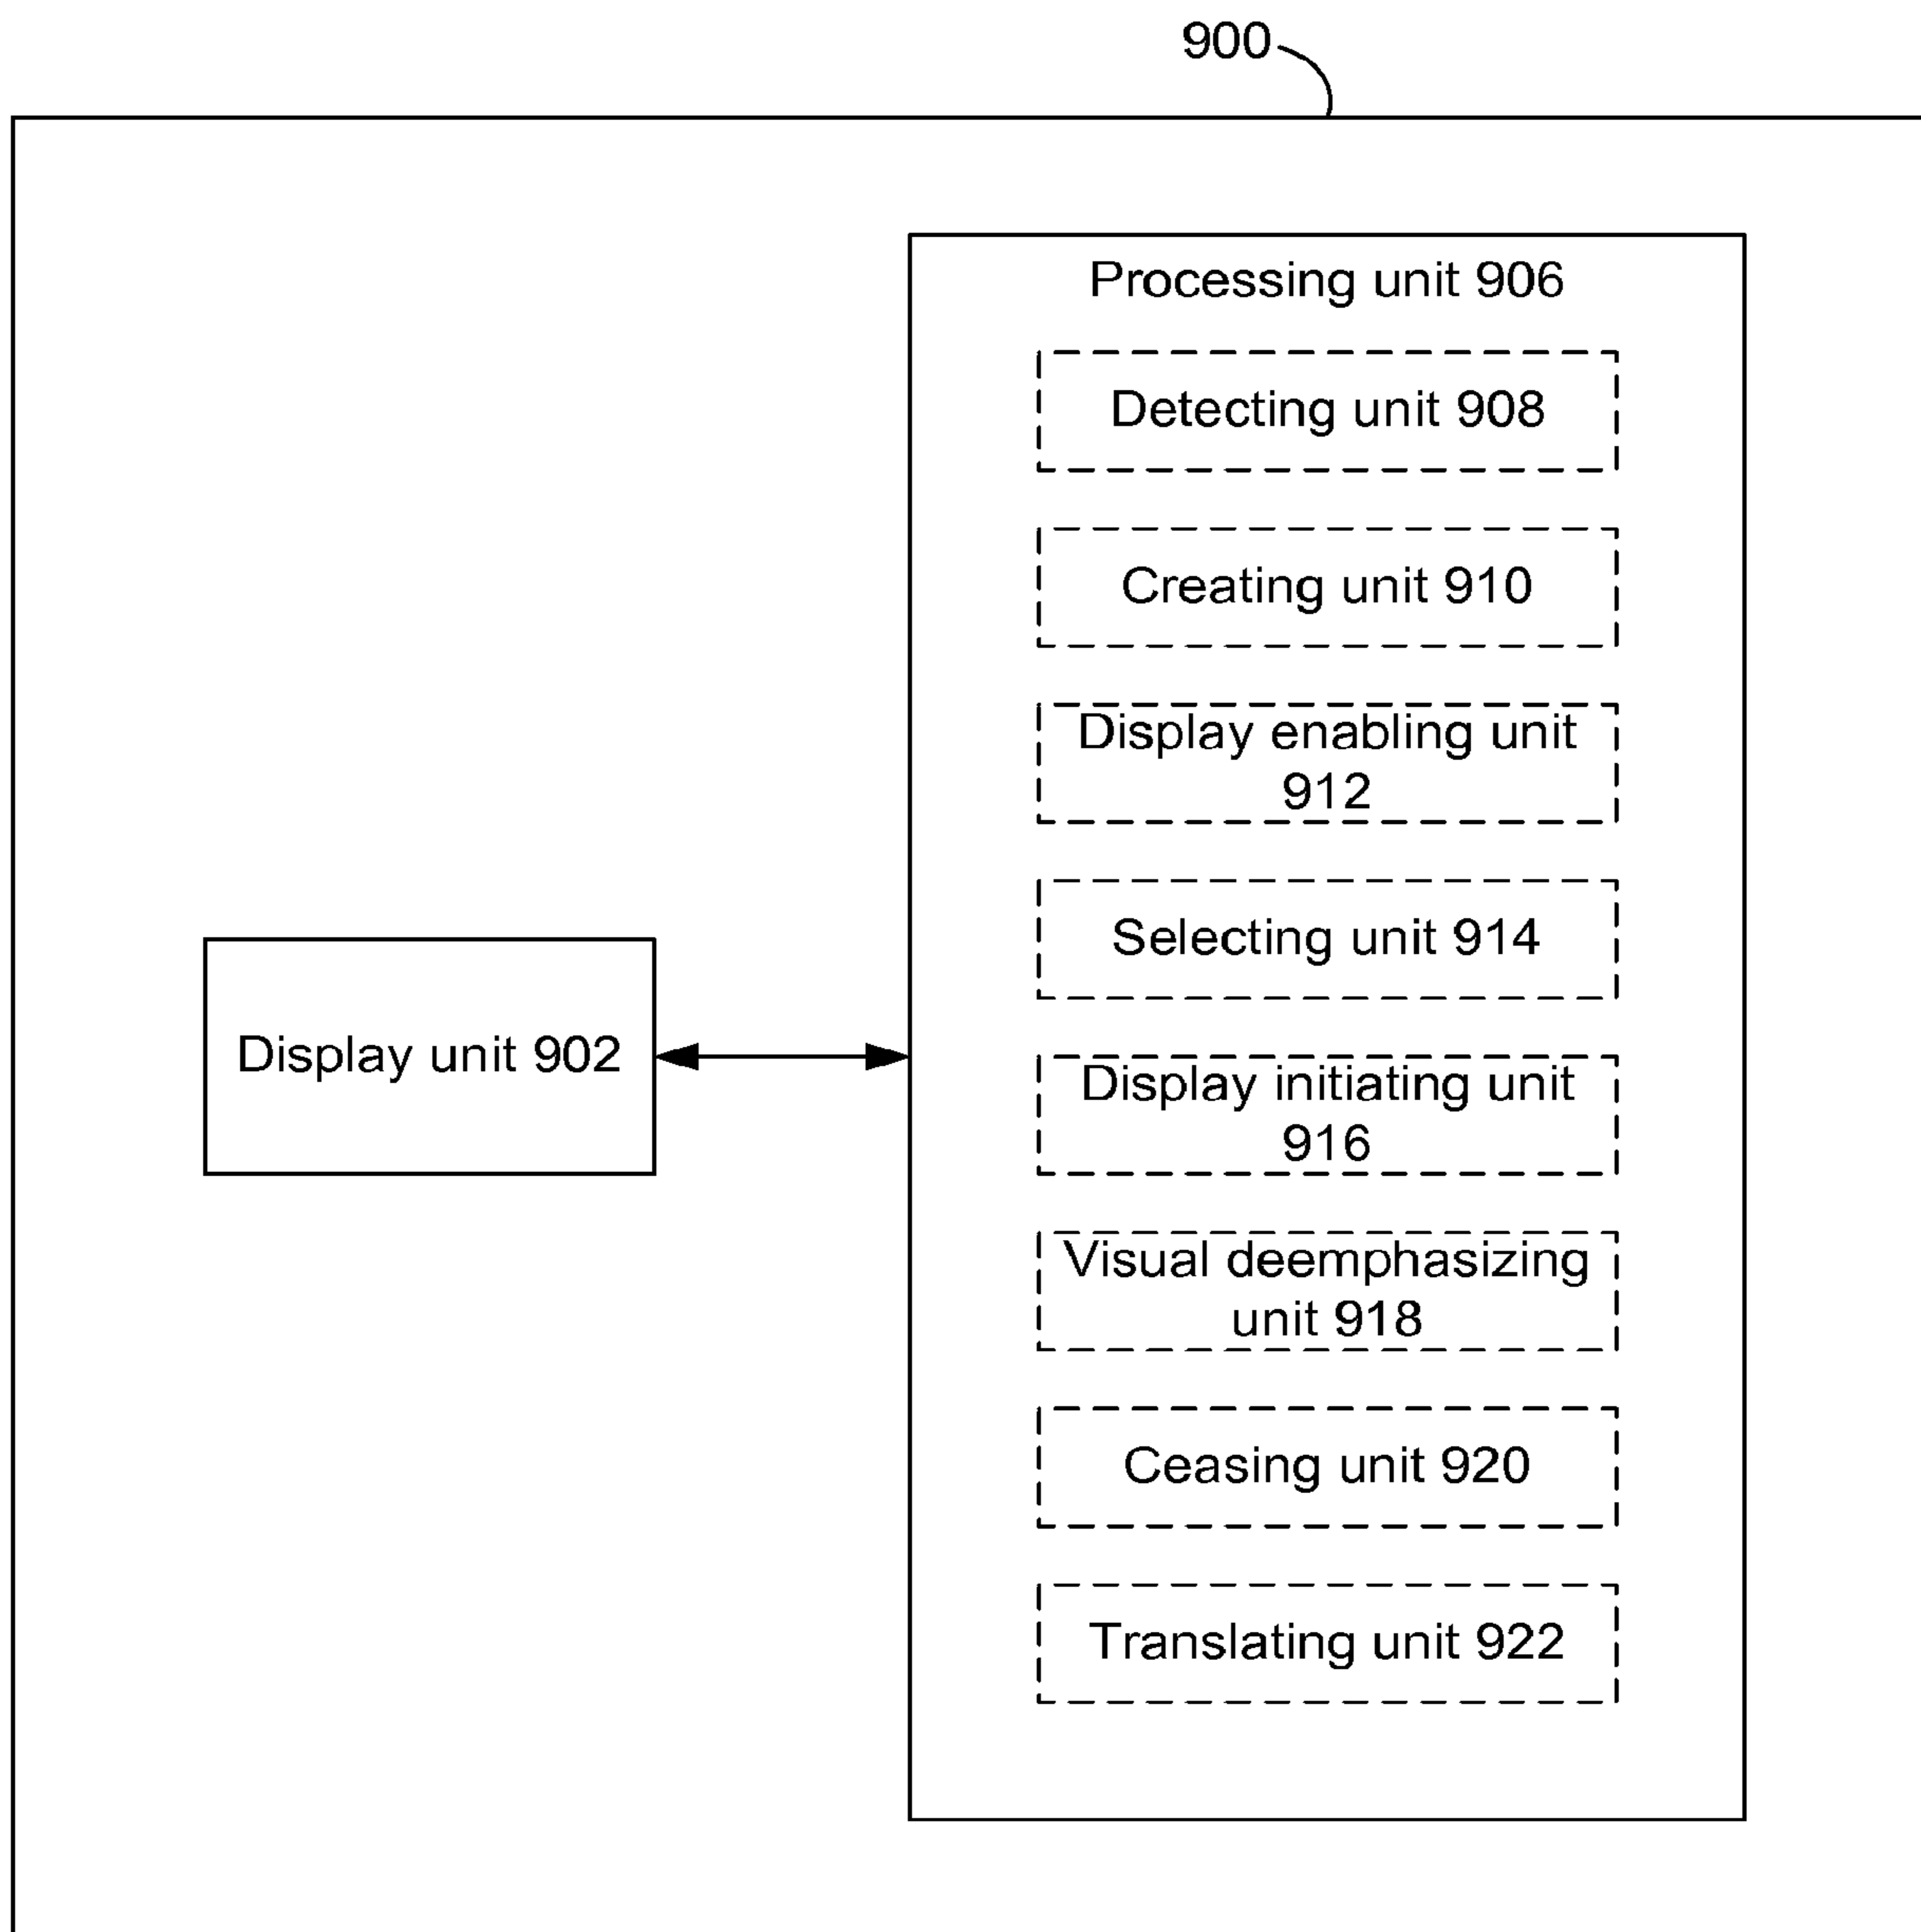 900
Processing unit 906
Detecting unit 908
Creating unit 910
Display enabling unit
912
Selecting unit 914
Display unit 902
Display initiating unit
916
Visual deemphasizing
unit 918
Ceasing unit 920
Translating unit 922